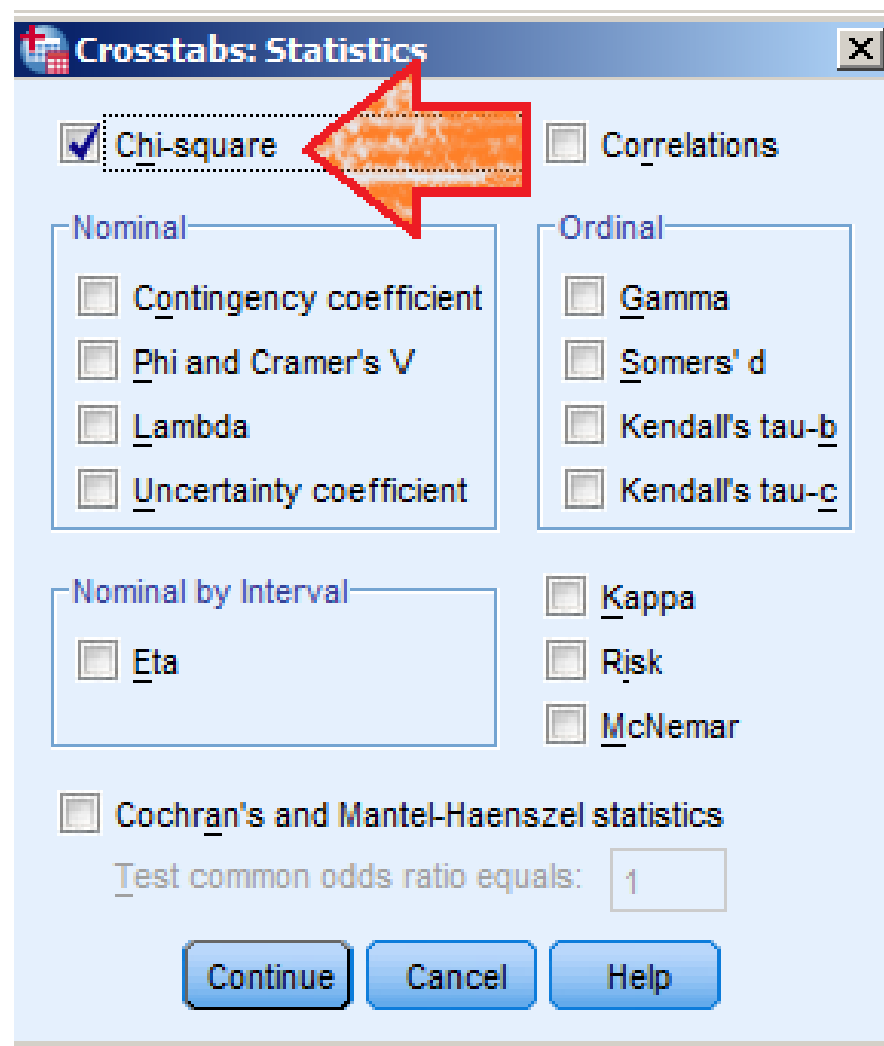 Crosstabs: Statistics
Chi-square
Correlations
Nominal
Contingency coefficient
Phi and Cramer's V
Lambda
Uncertainty coefficient
Ordinal
Gamma
Somers' d
Kendall's tau-b
Kendall's tau-c
Nominal by Interval
Eta
Kappa
Risk
McNemar
Cochran's and Mantel-Haenszel statistics
Test common odds ratio equals: 1
Continue Cancel Help